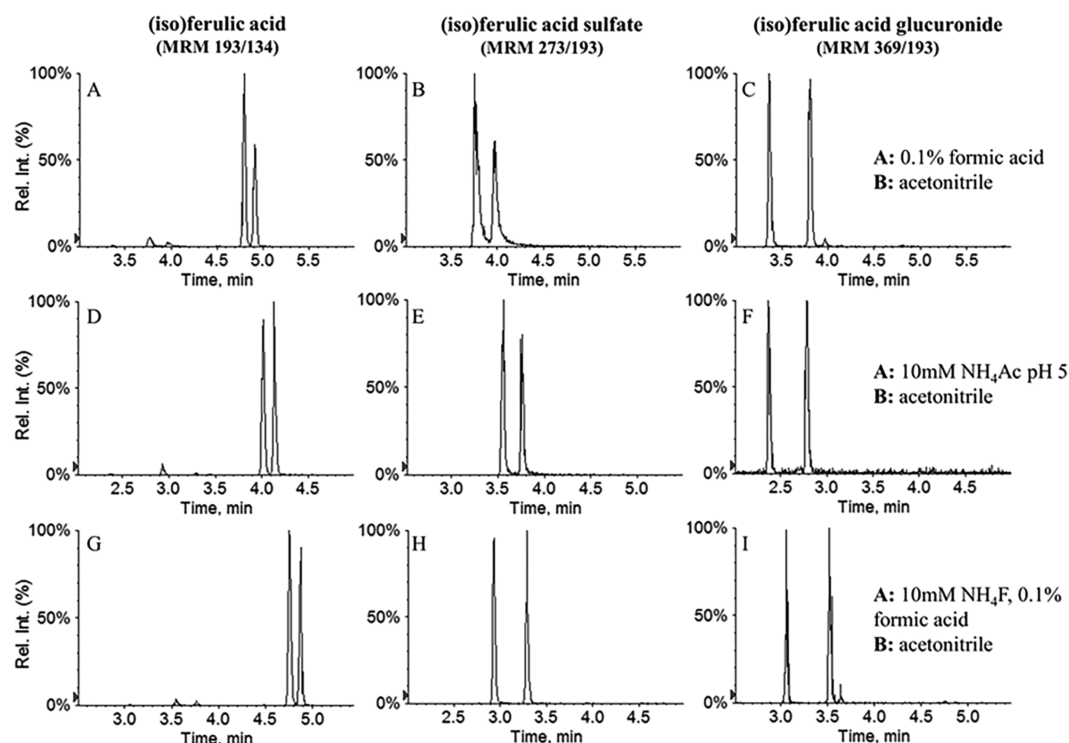 (iso)ferulic acid
(MRM 193/134)
(iso)ferulic acid sulfate
(MRM 273/193)
(iso)ferulic acid glucuronide
(MRM 369/193)
A
Rel. Int. (%)
100%
50%
0%
3.5 4.0 4.5 5.0 5.5
Time, min
B
100%
50%
0%
3.5 4.0 4.5 5.0 5.5
Time, min
C
100%
50%
0%
3.5 4.0 4.5 5.0 5.5
Time, min
A: 0.1% formic acid
B: acetonitrile
D
Rel. Int. (%)
100%
50%
0%
2.5 3.0 3.5 4.0 4.5
Time, min
E
100%
50%
0%
3.0 3.5 4.0 4.5 5.0
Time, min
F
100%
50%
0%
2.5 3.0 3.5 4.0 4.5
Time, min
A: 10mM NH₄Ac pH 5
B: acetonitrile
G
Rel. Int. (%)
100%
50%
0%
3.0 3.5 4.0 4.5 5.0
Time, min
H
100%
50%
0%
2.5 3.0 3.5 4.0 4.5
Time, min
I
100%
50%
0%
3.0 3.5 4.0 4.5 5.0
Time, min
A: 10mM NH₄F, 0.1%
formic acid
B: acetonitrile